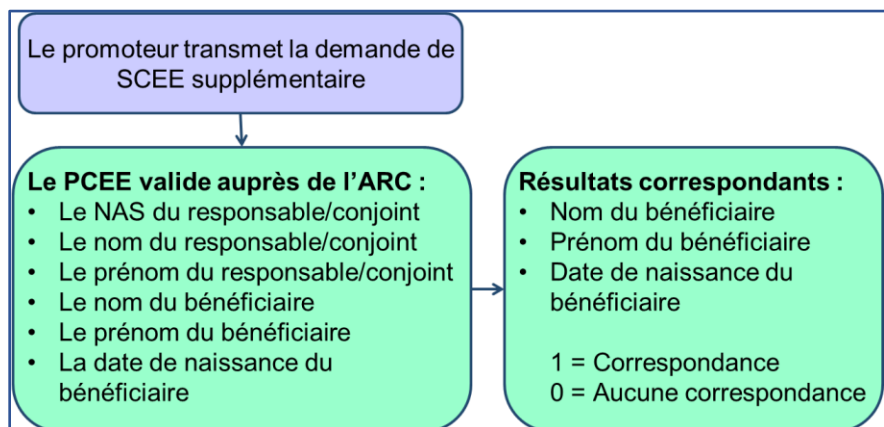 Le promoteur transmet la demande de
SCEE supplémentaire
Le PCEE valide auprès de l'ARC :
• Le NAS du responsable/conjoint
• Le nom du responsable/conjoint
• Le prénom du responsable/conjoint
• Le nom du bénéficiaire
• Le prénom du bénéficiaire
• La date de naissance du
bénéficiaire
Résultats correspondants :
• Nom du bénéficiaire
• Prénom du bénéficiaire
• Date de naissance du
bénéficiaire
1 = Correspondance
0 = Aucune correspondance